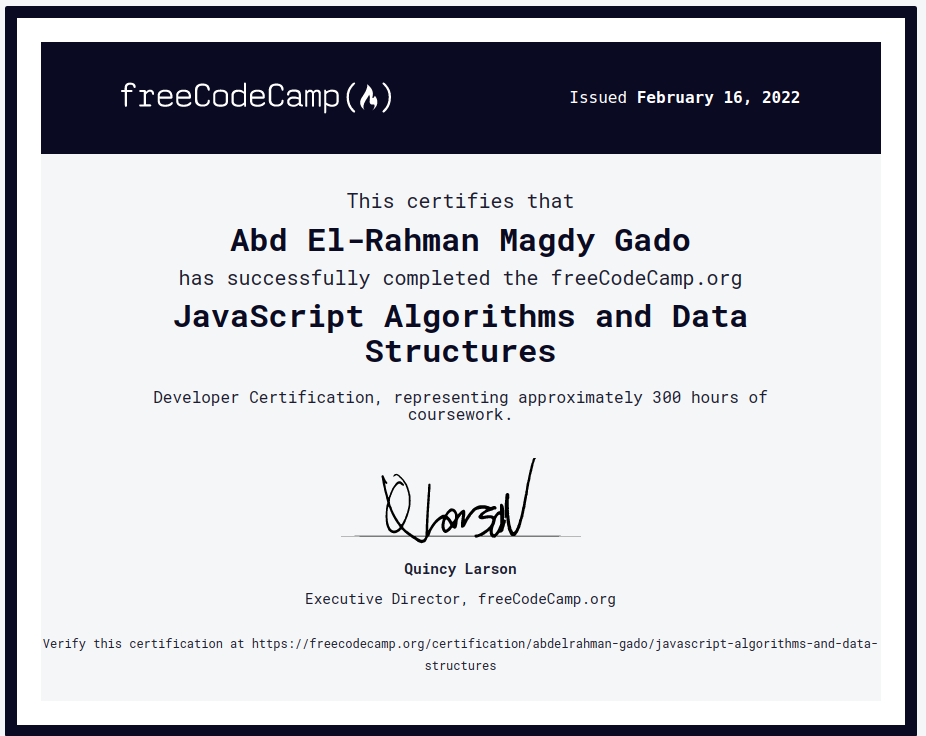 freeCodeCamp
Issued February 16, 2022
This certifies that
Abd El-Rahman Magdy Gado
has successfully completed the freeCodeCamp.org
JavaScript Algorithms and Data
Structures
Developer Certification, representing approximately 300 hours of
coursework.
QLarson
Quincy Larson
Executive Director, freeCodeCamp.org
Verify this certification at https://freecodecamp.org/certification/abdelrahman-gado/javascript-algorithms-and-data-
structures